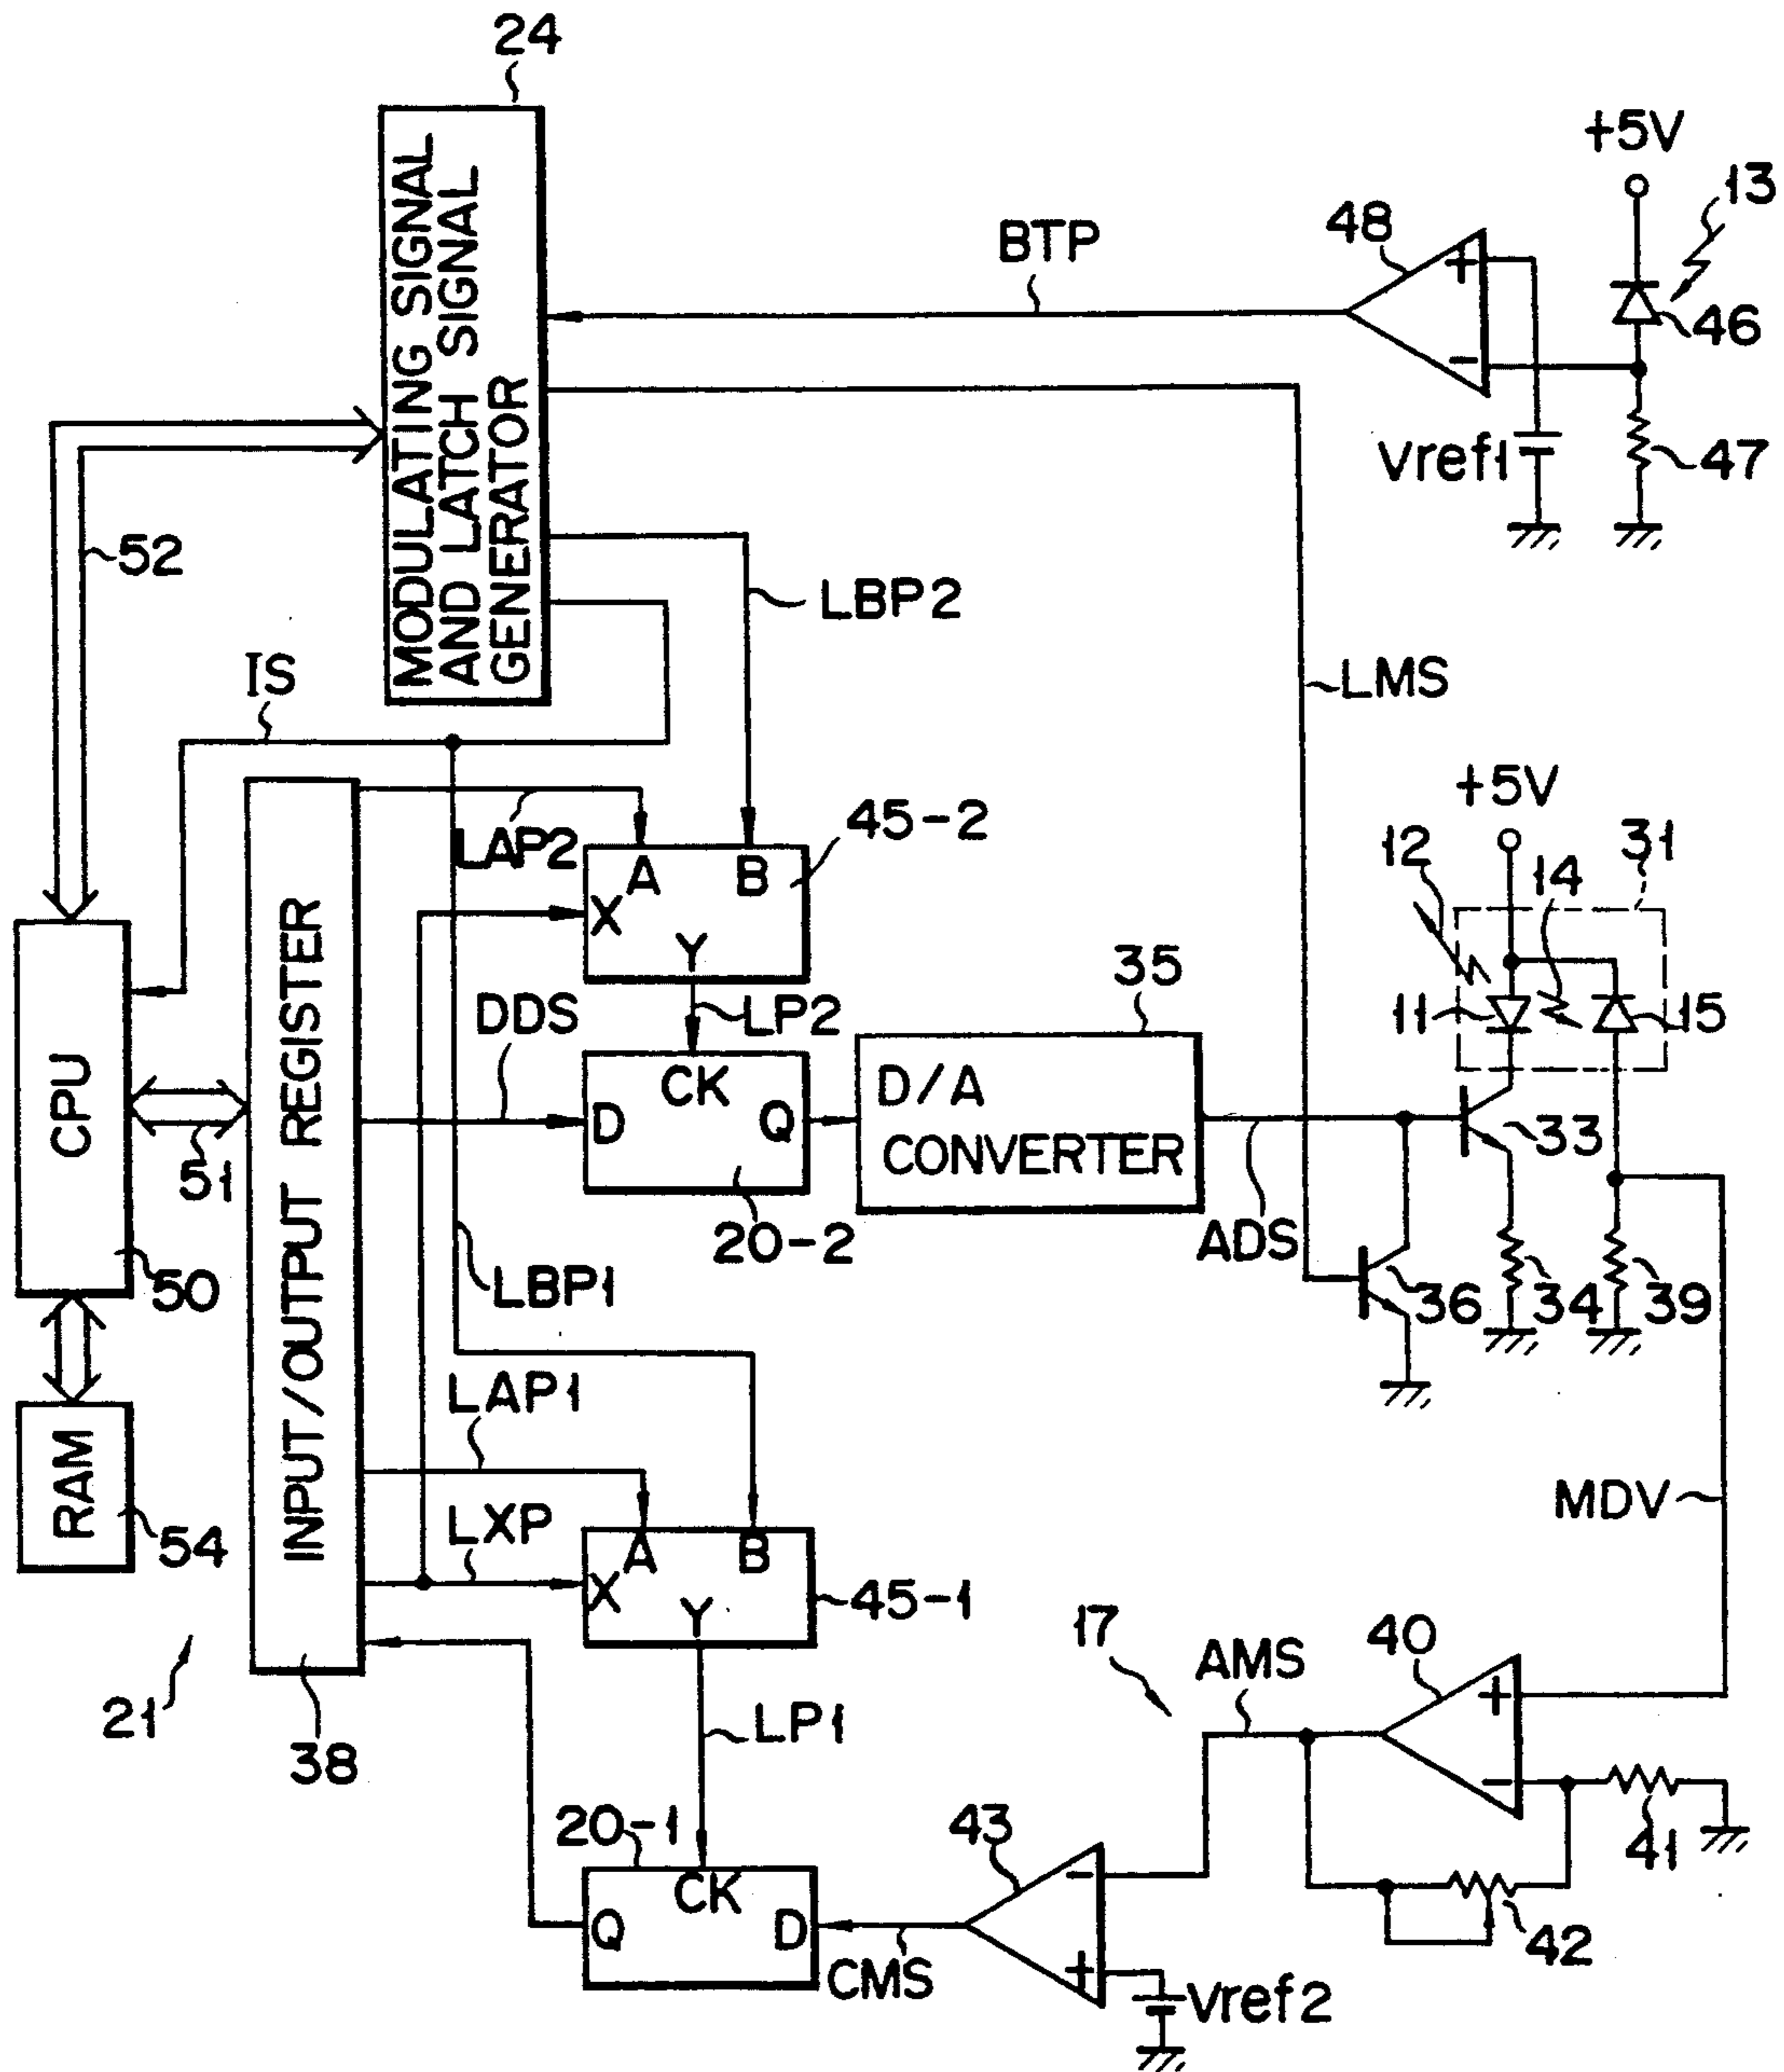 24
MODULATING SIGNAL
AND LATCH SIGNAL
GENERATOR
+5V
13
48
BTP
+
-
46
Vref1
47
52
LBP2
IS
LMS
+5V
LAP2
45-2
A
B
X
Y
12
14
31
35
DDS
LP2
11
15
CPU
INPUT/OUTPUT REGISTER
CK
D
Q
D/A
CONVERTER
33
51
20-2
ADS
50
LBP1
36
34
39
LAP1
RAM
54
LXP
A
B
X
Y
45-1
MDV
17
AMS
40
+
-
21
38
LP1
41
20-1
43
CK
Q
D
-
+
42
CMS
Vref2